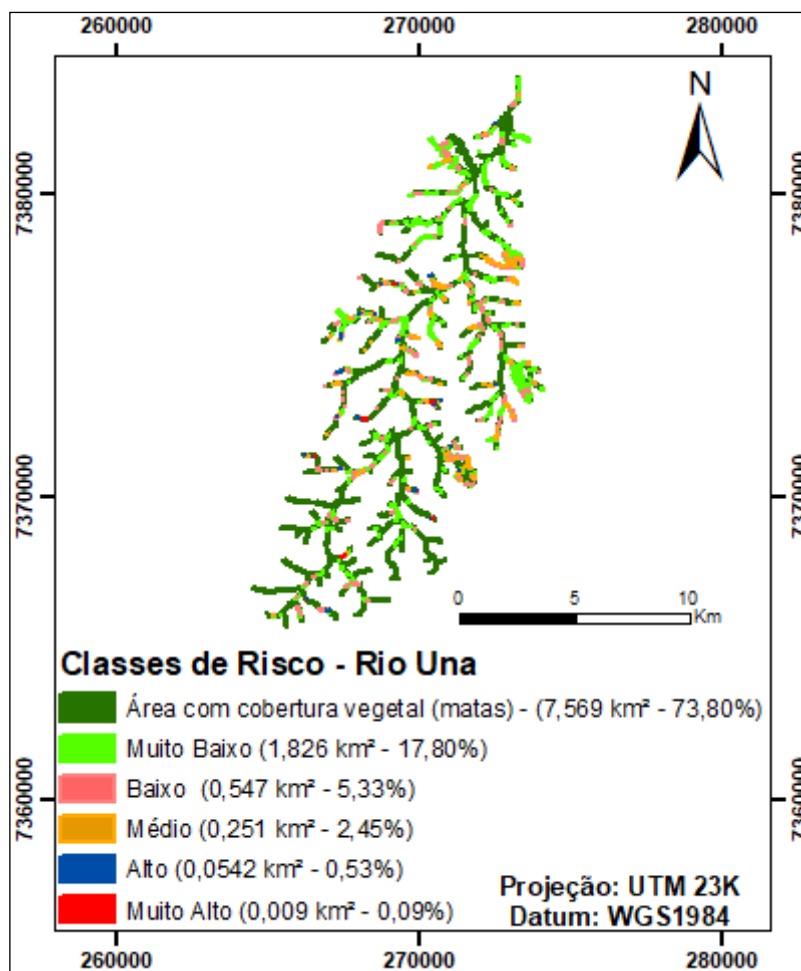 260000 270000 280000
N
7380000 7380000
7370000 7370000
0 5 10
Km
Classes de Risco - Rio Una
Área com cobertura vegetal (matas) - (7,569 km² - 73,80%)
Muito Baixo (1,826 km² - 17,80%)
Baixo (0,547 km² - 5,33%)
7360000 7360000
Médio (0,251 km² - 2,45%)
Alto (0,0542 km² - 0,53%)
Muito Alto (0,009 km² - 0,09%)
Projeção: UTM 23K
Datum: WGS1984
260000 270000 280000